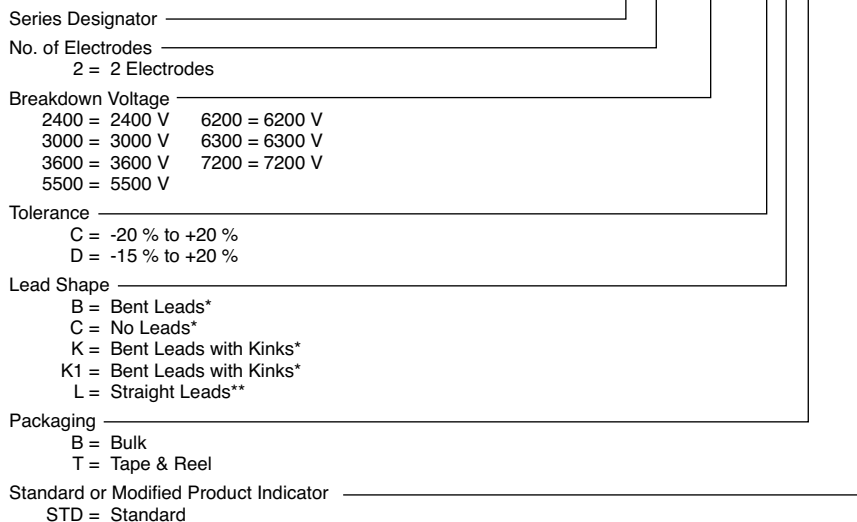 Series Designator
No. of Electrodes
2 = 2 Electrodes
Breakdown Voltage
2400 = 2400 V 6200 = 6200 V
3000 = 3000 V 6300 = 6300 V
3600 = 3600 V 7200 = 7200 V
5500 = 5500 V
Tolerance
C = -20 % to +20 %
D = -15 % to +20 %
Lead Shape
B = Bent Leads*
C = No Leads*
K = Bent Leads with Kinks*
K1 = Bent Leads with Kinks*
L = Straight Leads**
Packaging
B = Bulk
T = Tape & Reel
Standard or Modified Product Indicator
STD = Standard